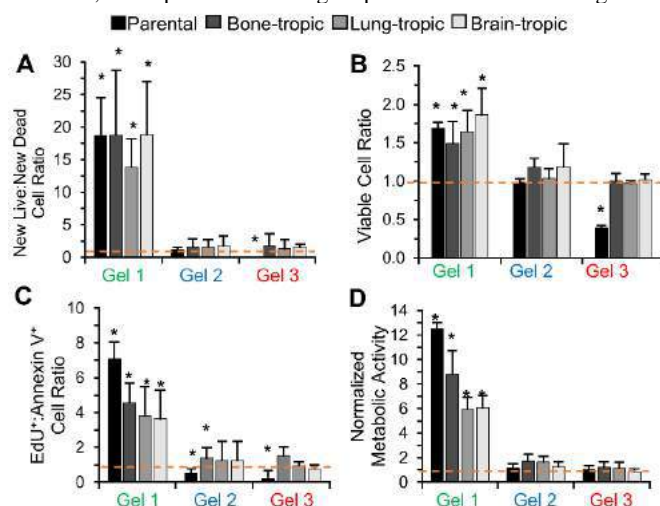 Parental Bone-tropic Lung-tropic Brain-tropic
A
New Live:New Dead
Cell Ratio
30
25
20
15
10
5
0
* * * * *
Gel 1 Gel 2 Gel 3
B
Viable Cell Ratio
2.5
2.0
1.5
1.0
0.5
0.0
* * * * *
Gel 1 Gel 2 Gel 3
C
EdU+:Annexin V+
Cell Ratio
10
8
6
4
2
0
* * * * * * *
Gel 1 Gel 2 Gel 3
D
Normalized
Metabolic Activity
14
12
10
8
6
4
2
0
* * * *
Gel 1 Gel 2 Gel 3